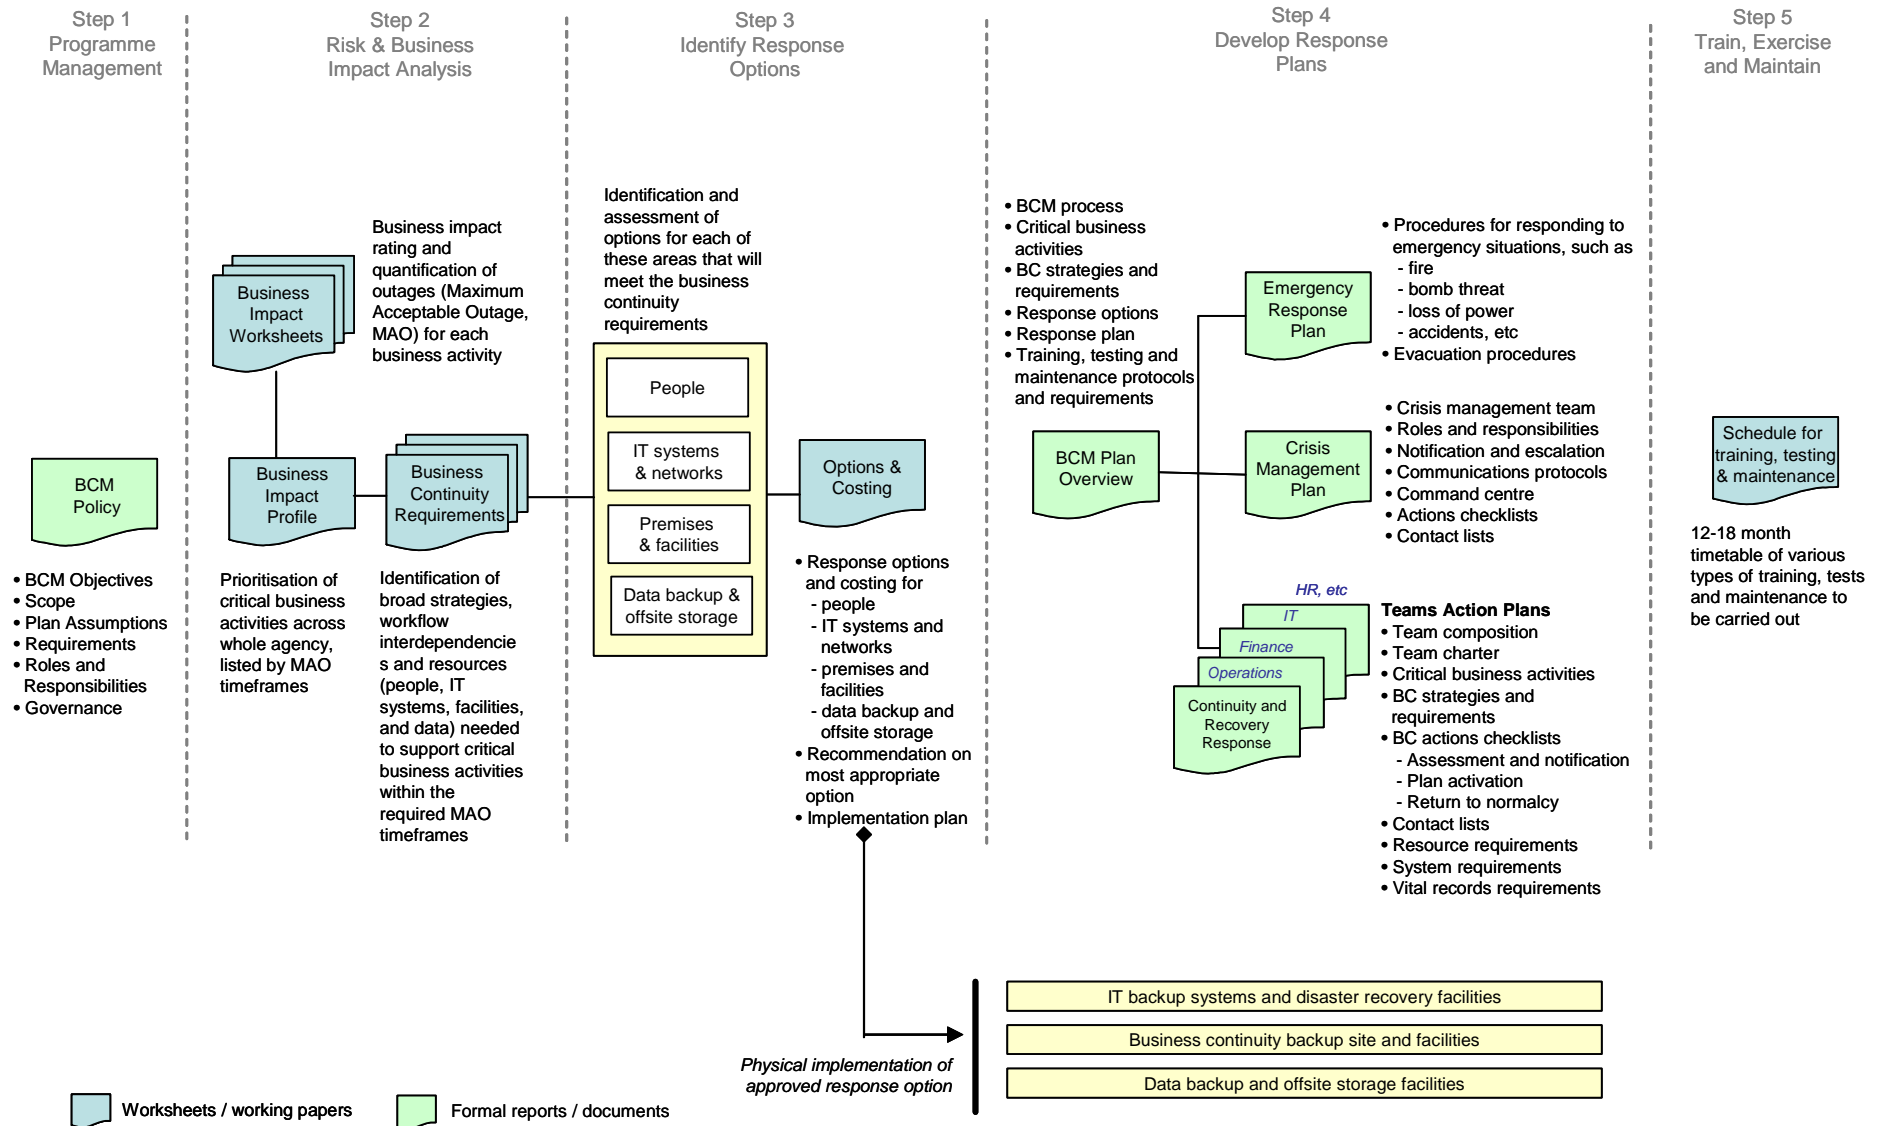 Step 1
Programme
Management
Step 2
Risk & Business
Impact Analysis
Step 3
Identify Response
Options
Step 4
Develop Response
Plans
Step 5
Train, Exercise
and Maintain
BCM
Policy
• BCM Objectives
• Scope
• Plan Assumptions
• Requirements
• Roles and
Responsibilities
• Governance
Business
Impact
Worksheets
Business impact
rating and
quantification of
outages (Maximum
Acceptable Outage,
MAO) for each
business activity
Business
Impact
Profile
Business
Continuity
Requirements
Prioritisation of
critical business
activities across
whole agency,
listed by MAO
timeframes
Identification of
broad strategies,
workflow
interdependencie
s and resources
(people, IT
systems, facilities,
and data) needed
to support critical
business activities
within the
required MAO
timeframes
Identification and
assessment of
options for each of
these areas that will
meet the business
continuity
requirements
People
IT systems
& networks
Premises
& facilities
Data backup &
offsite storage
Options &
Costing
• Response options
and costing for
- people
- IT systems and
networks
- premises and
facilities
- data backup and
offsite storage
• Recommendation on
most appropriate
option
• Implementation plan
• BCM process
• Critical business
activities
• BC strategies and
requirements
• Response options
• Response plan
• Training, testing and
maintenance protocols
and requirements
BCM Plan
Overview
Emergency
Response
Plan
• Procedures for responding to
emergency situations, such as
- fire
- bomb threat
- loss of power
- accidents, etc
• Evacuation procedures
Crisis
Management
Plan
• Crisis management team
• Roles and responsibilities
• Notification and escalation
• Communications protocols
• Command centre
• Actions checklists
• Contact lists
HR, etc
IT
Finance
Operations
Continuity and
Recovery
Response
Teams Action Plans
• Team composition
• Team charter
• Critical business activities
• BC strategies and
requirements
• BC actions checklists
- Assessment and notification
- Plan activation
- Return to normalcy
• Contact lists
• Resource requirements
• System requirements
• Vital records requirements
Schedule for
training, testing
& maintenance
12-18 month
timetable of various
types of training, tests
and maintenance to
be carried out
Physical implementation of
approved response option
IT backup systems and disaster recovery facilities
Business continuity backup site and facilities
Data backup and offsite storage facilities
Worksheets / working papers
Formal reports / documents